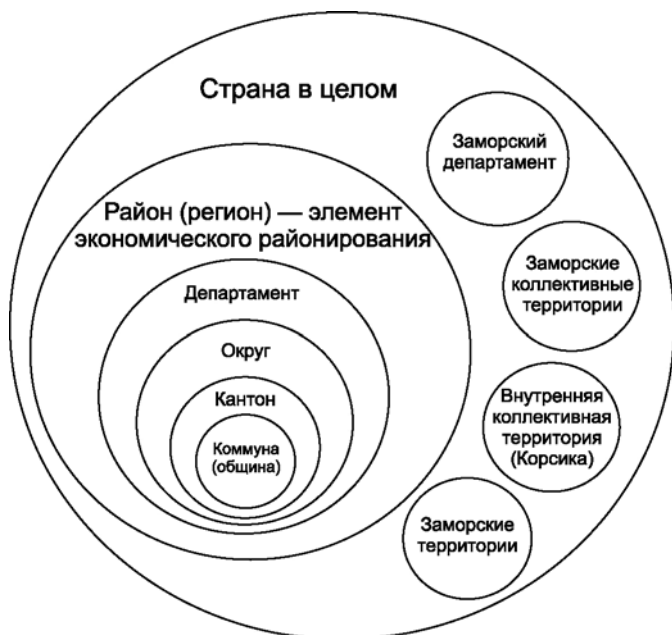 Страна в целом
Заморский
департамент
Район (регион) — элемент
экономического районирования
Заморские
коллективные
территории
Департамент
Округ
Кантон
Внутренняя
коллективная
территория
(Корсика)
Коммуна
(община)
Заморские
территории